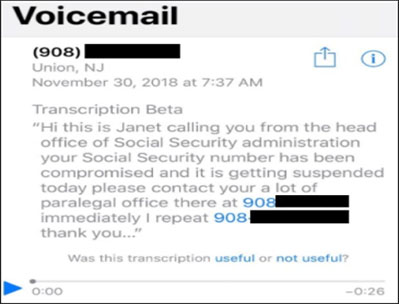 Voicemail
(908)
Union, NJ
November 30, 2018 at 7:37 AM
Transcription Beta
“Hi this is Janet calling you from the head
office of Social Security administration
your Social Security number has been
compromised and it is getting suspended
today please contact your a lot of
paralegal office there at 908
immediately I repeat 908-
thank you...”
Was this transcription useful or not useful?
0:00
-0:26